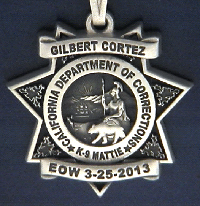 GILBERT CORTEZ
CALIFORNIA DEPARTMENT OF CORRECTIONS
K-9 MATTIE
EOW 3-25-2013